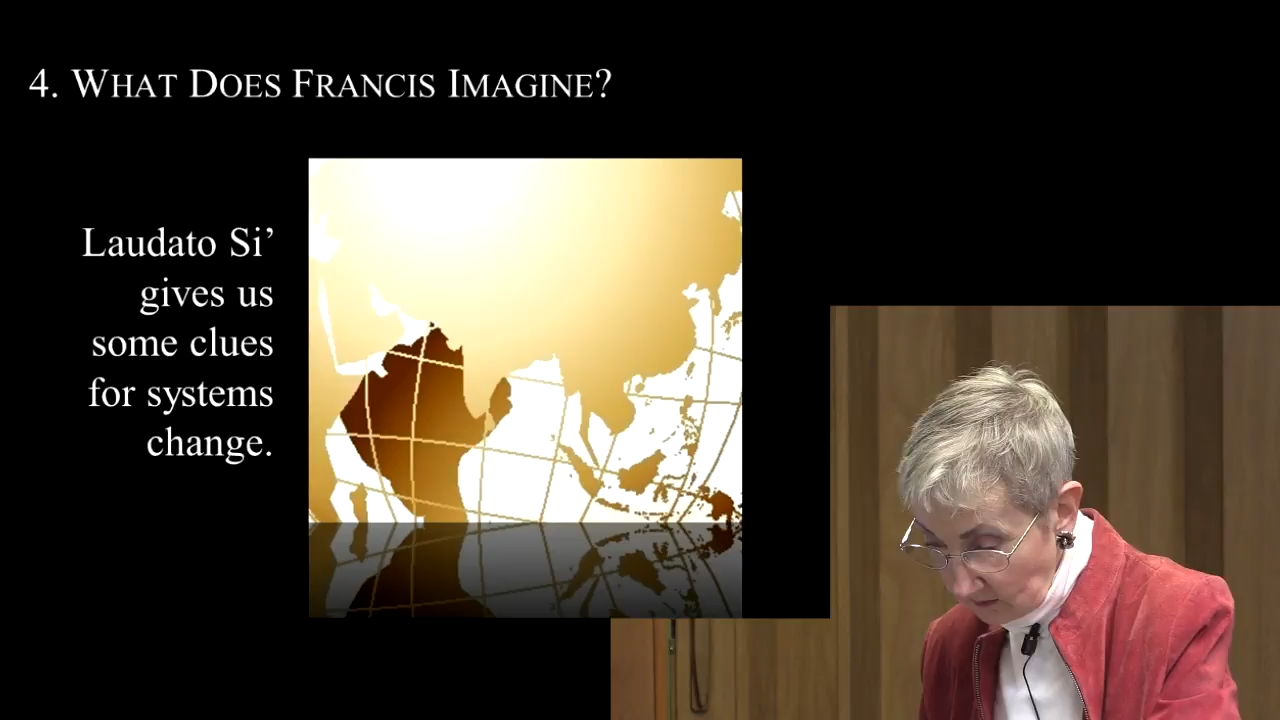 4. WHAT DOES FRANCIS IMAGINE?
Laudato Si’
gives us
some clues
for systems
change.